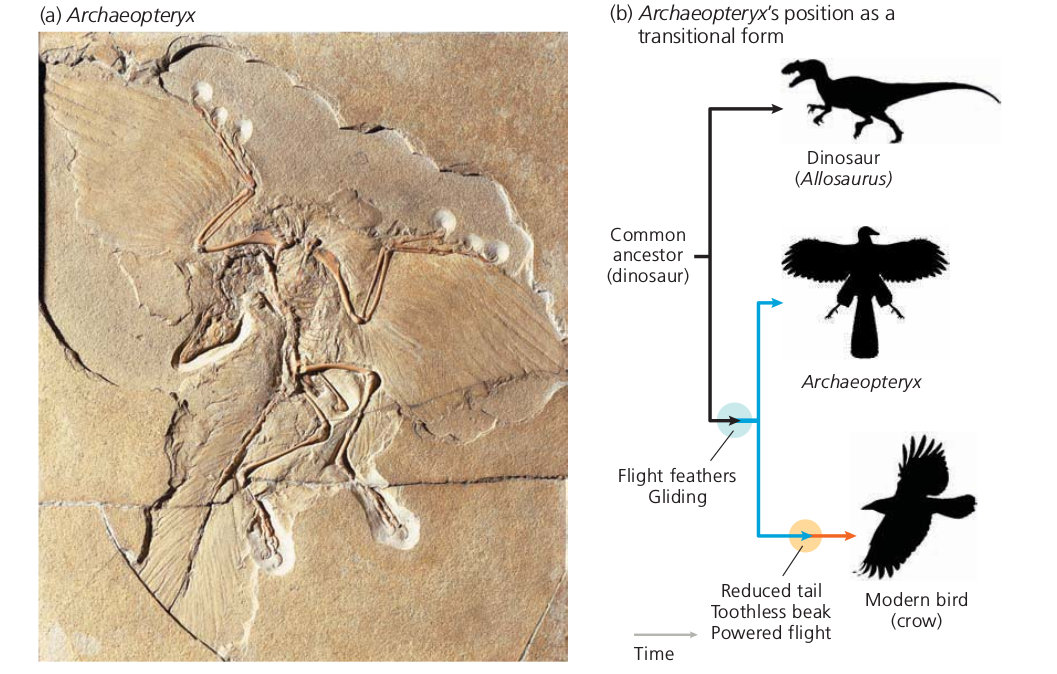 (a) Archaeopteryx
(b) Archaeopteryx's position as a
transitional form
Dinosaur
(Allosaurus)
Common
ancestor
(dinosaur)
Archaeopteryx
Flight feathers
Gliding
Reduced tail
Toothless beak
Powered flight
Modern bird
(crow)
Time